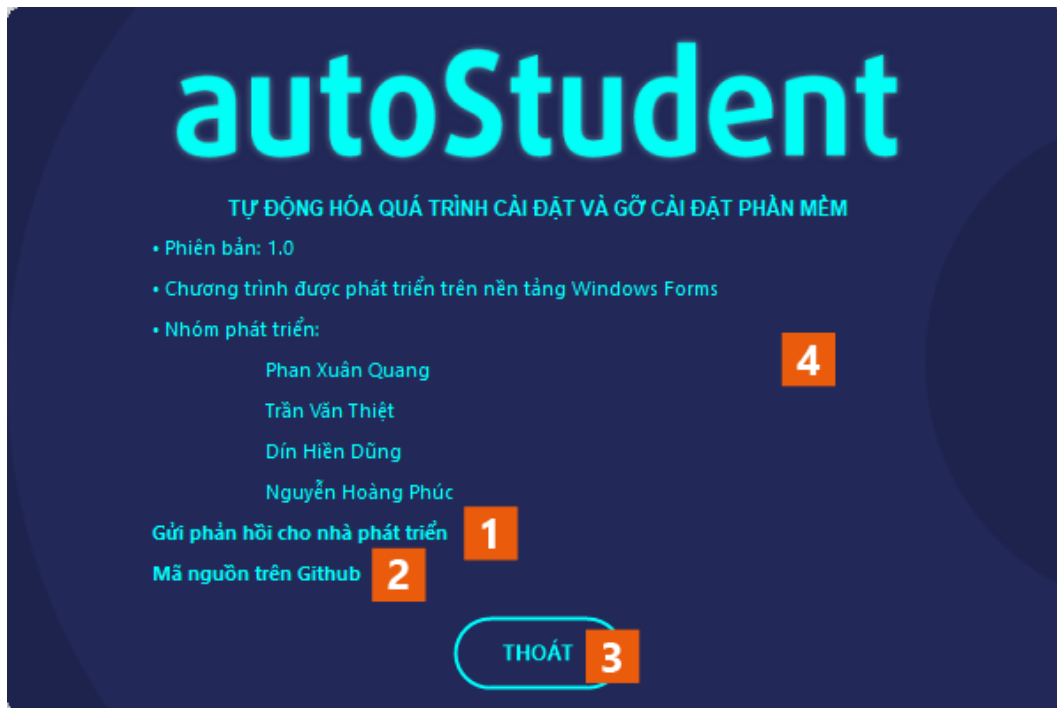 autoStudent
TỰ ĐỘNG HÓA QUÁ TRÌNH CÀI ĐẶT VÀ GỠ CÀI ĐẶT PHẦN MỀM
• Phiên bản: 1.0
• Chương trình được phát triển trên nền tảng Windows Forms
• Nhóm phát triển:
4
Phan Xuân Quang
Trần Văn Thiệt
Dín Hiền Dũng
Nguyễn Hoàng Phúc
Gửi phản hồi cho nhà phát triển 1
Mã nguồn trên Github 2
THOÁT 3